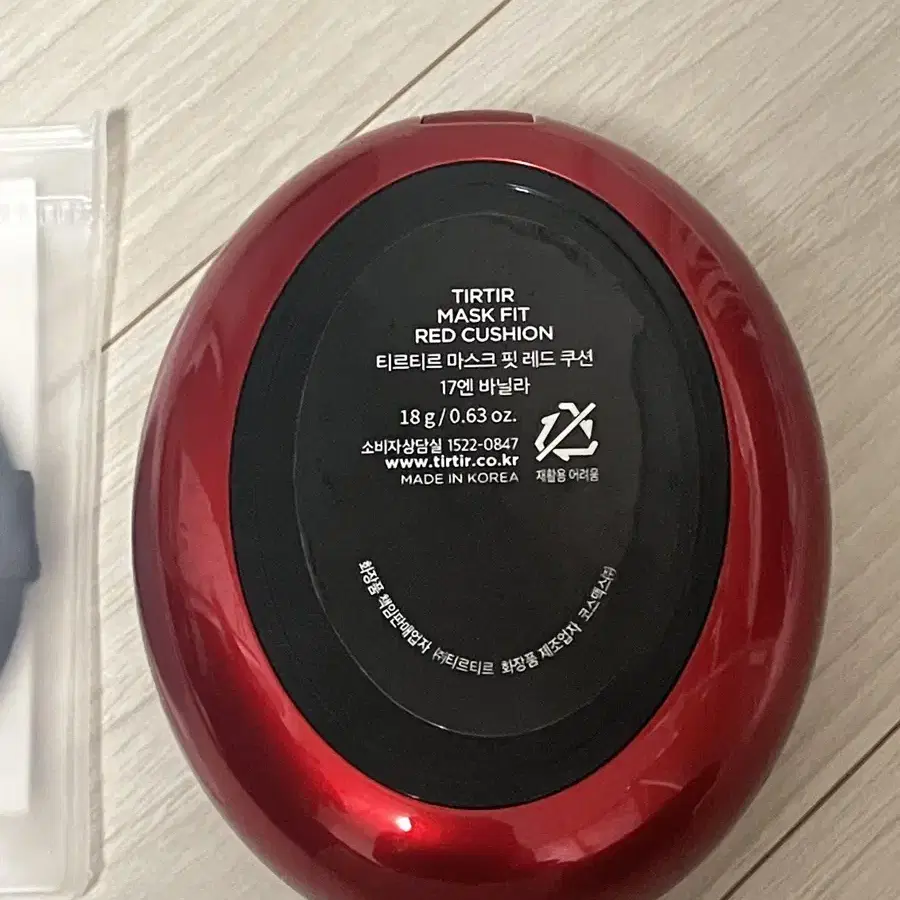 TIRTIR
MASK FIT
RED CUSHION
티르티르 마스크 핏 레드 쿠션
17엔 바닐라
18 g / 0.63 oz.
소비자상담실 1522-0847
www.tirtir.co.kr
MADE IN KOREA
재활용 어려움
화장품 책임판매업자 ㈜티르티르 화장품 제조업자 코스맥스㈜